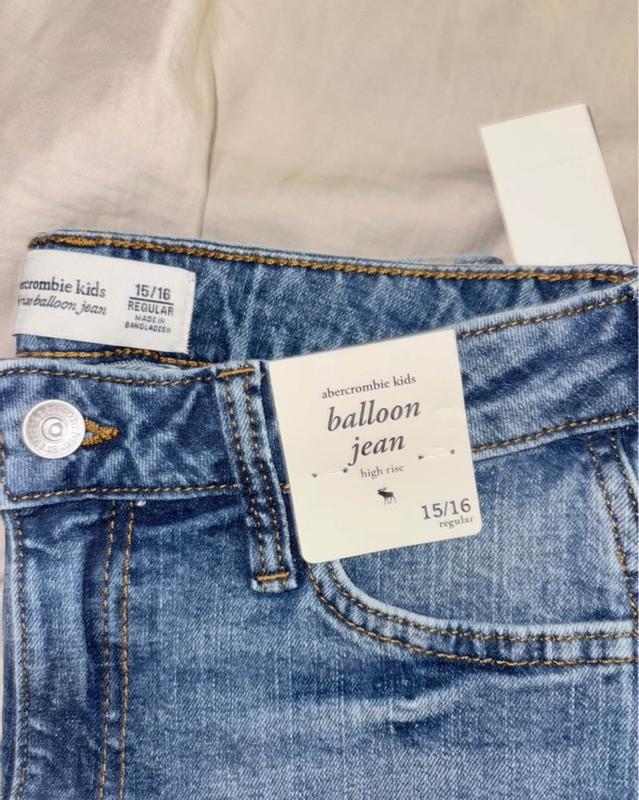 abercrombie kids
balloon jean
15/16
REGULAR
MADE IN
BANGLADESH
abercrombie kids
balloon
jean
high rise
15/16
regular